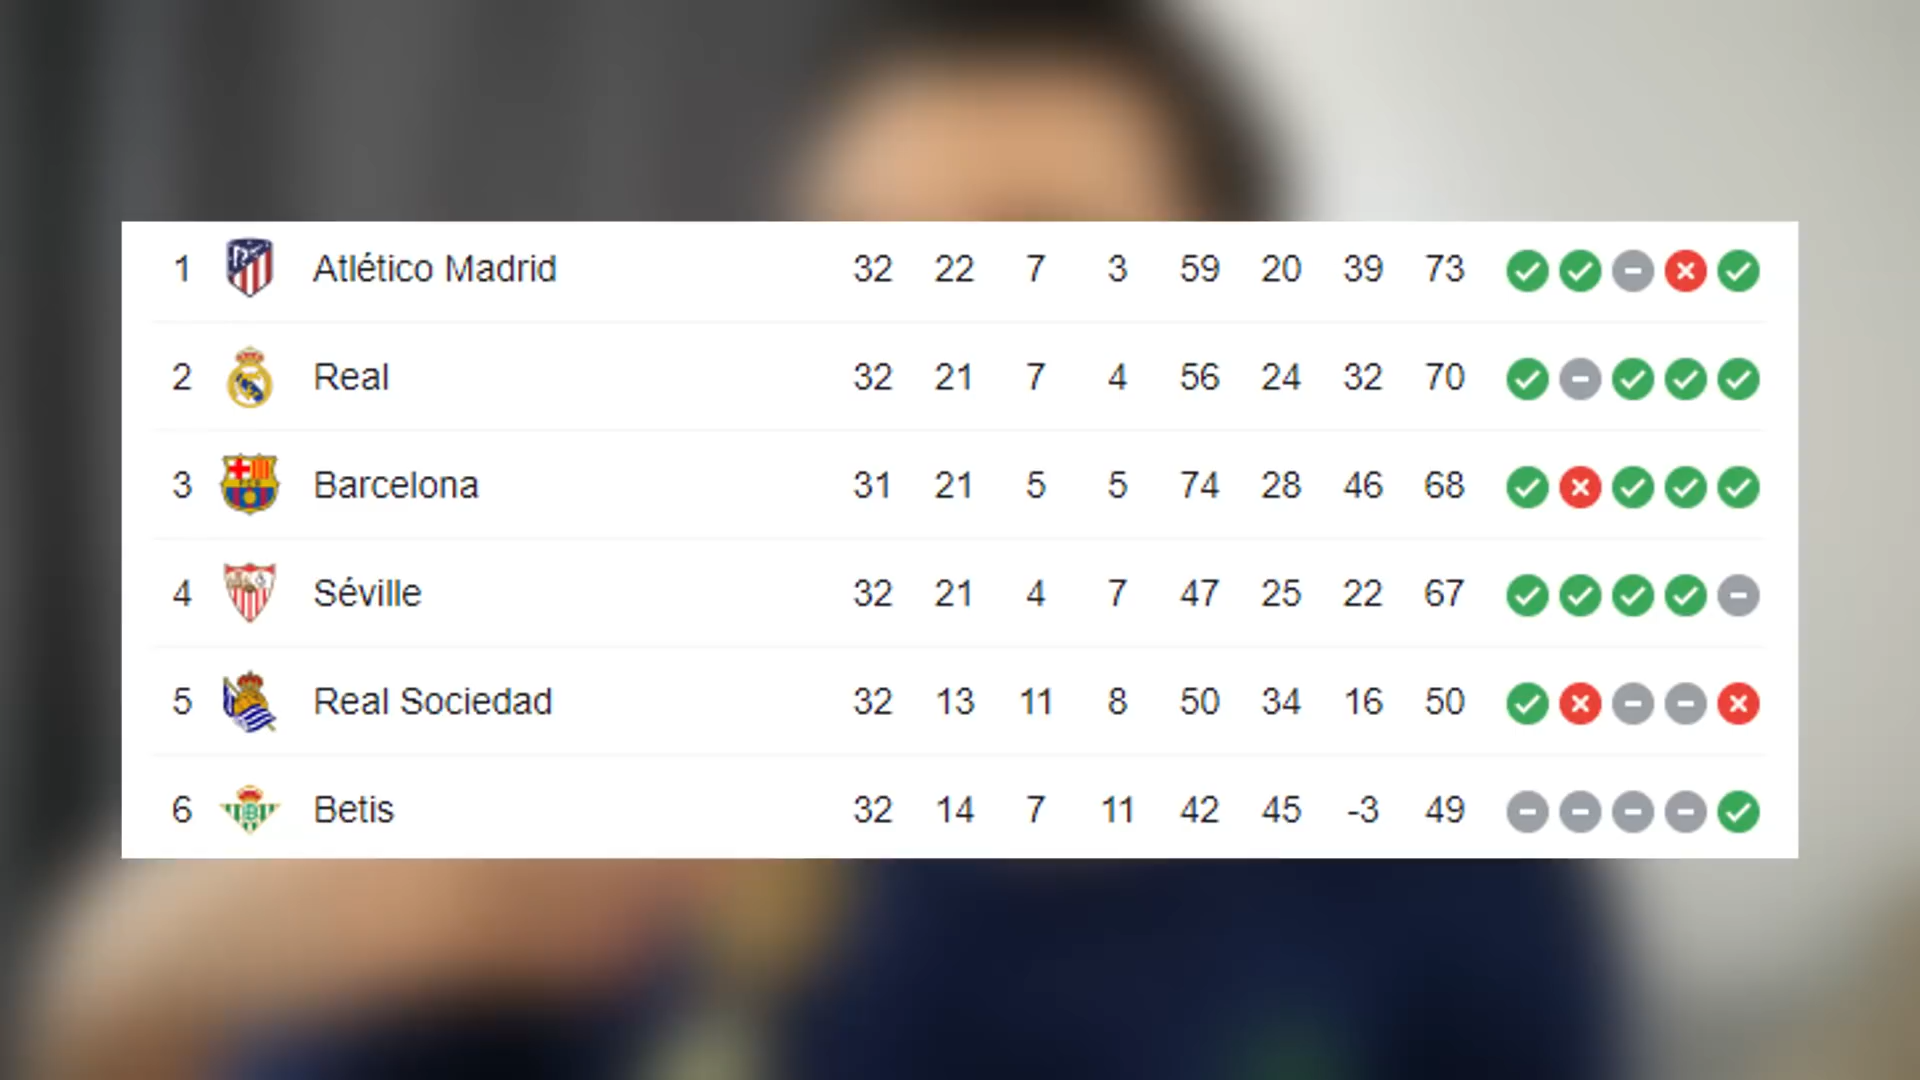 1 Atlético Madrid 32 22 7 3 59 20 39 73
2 Real 32 21 7 4 56 24 32 70
3 Barcelona 31 21 5 5 74 28 46 68
4 Séville 32 21 4 7 47 25 22 67
5 Real Sociedad 32 13 11 8 50 34 16 50
6 Betis 32 14 7 11 42 45 -3 49